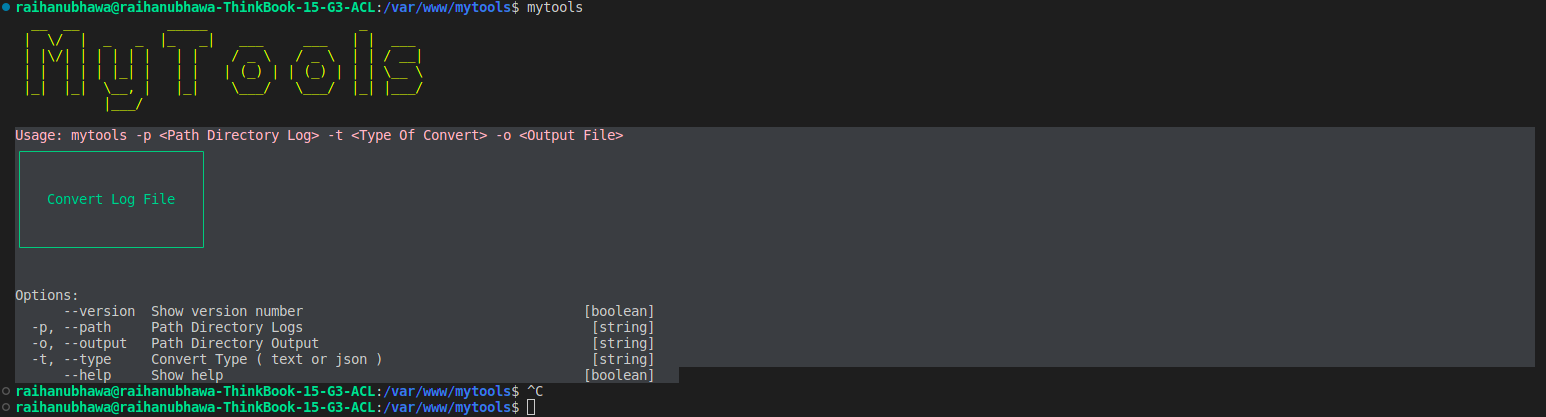 raihanubhawa@raihanubhawa-ThinkBook-15-G3-ACL:/var/www/mytools$ mytools
MyTools
Usage: mytools -p <Path Directory Log> -t <Type Of Convert> -o <Output File>
Convert Log File
Options:
--version Show version number [boolean]
-p, --path Path Directory Logs [string]
-o, --output Path Directory Output [string]
-t, --type Convert Type ( text or json ) [string]
--help Show help [boolean]
raihanubhawa@raihanubhawa-ThinkBook-15-G3-ACL:/var/www/mytools$ ^C
raihanubhawa@raihanubhawa-ThinkBook-15-G3-ACL:/var/www/mytools$